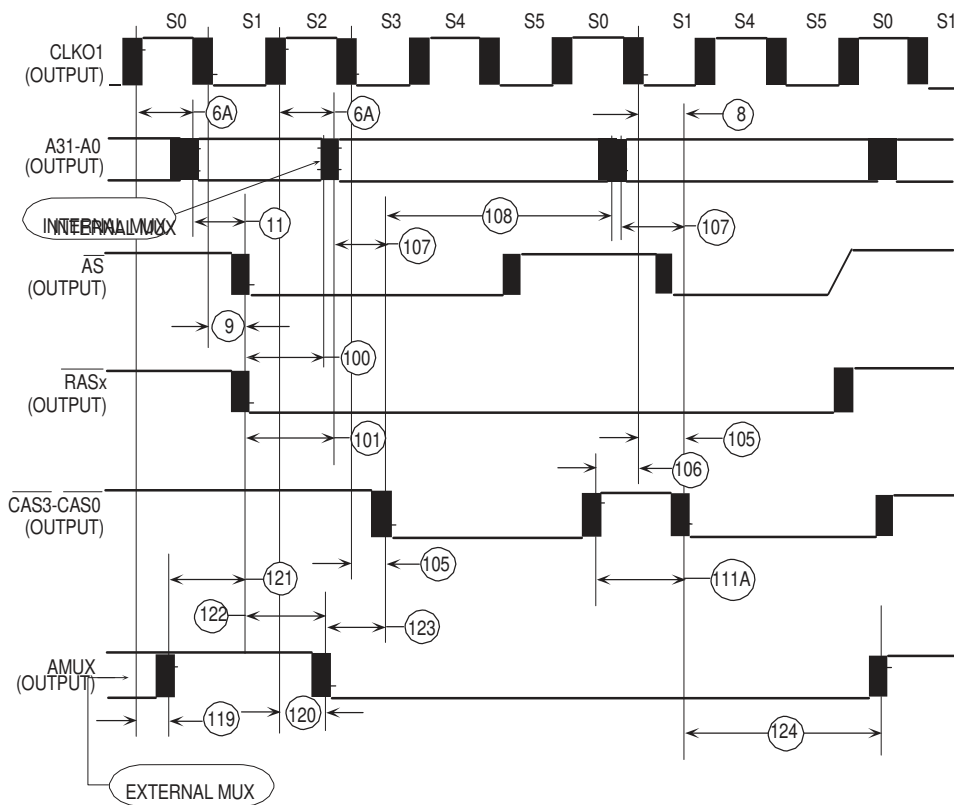 S0 S1 S2 S3 S4 S5 S0 S1 S4 S5 S0 S1
CLKO1
(OUTPUT)
6A 6A 8
A31-A0
(OUTPUT)
INTERNAL MUX
11 108 107
107
AS
(OUTPUT)
9
100
RASx
(OUTPUT)
101 105
106
CAS3-CAS0
(OUTPUT)
105
121 111A
122 123
AMUX
(OUTPUT)
119 120 124
EXTERNAL MUX